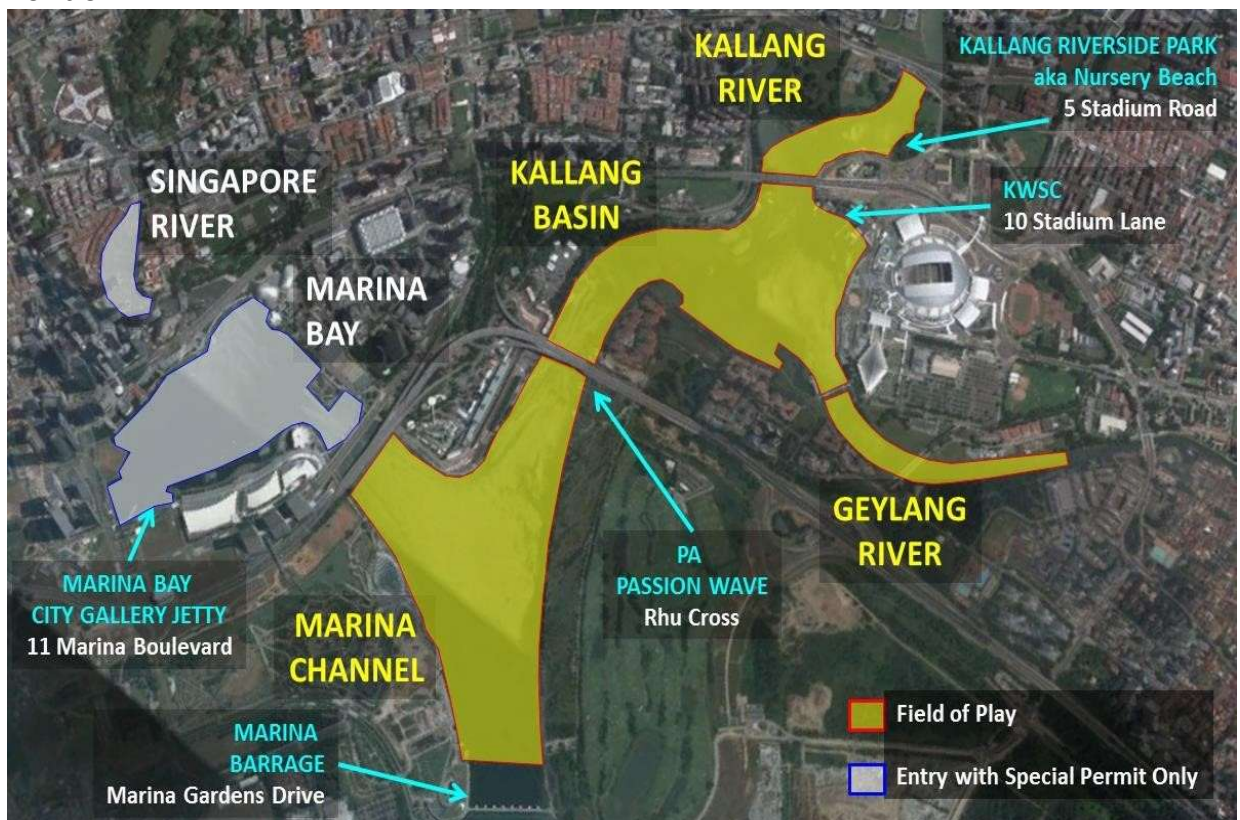 KALLANG
RIVER
KALLANG RIVERSIDE PARK
aka Nursery Beach
5 Stadium Road
SINGAPORE
RIVER
KALLANG
BASIN
KWSC
10 Stadium Lane
MARINA
BAY
MARINA BAY
CITY GALLERY JETTY
11 Marina Boulevard
PA
PASSION WAVE
Rhu Cross
GEYLANG
RIVER
MARINA
CHANNEL
MARINA
BARRAGE
Marina Gardens Drive
Field of Play
Entry with Special Permit Only